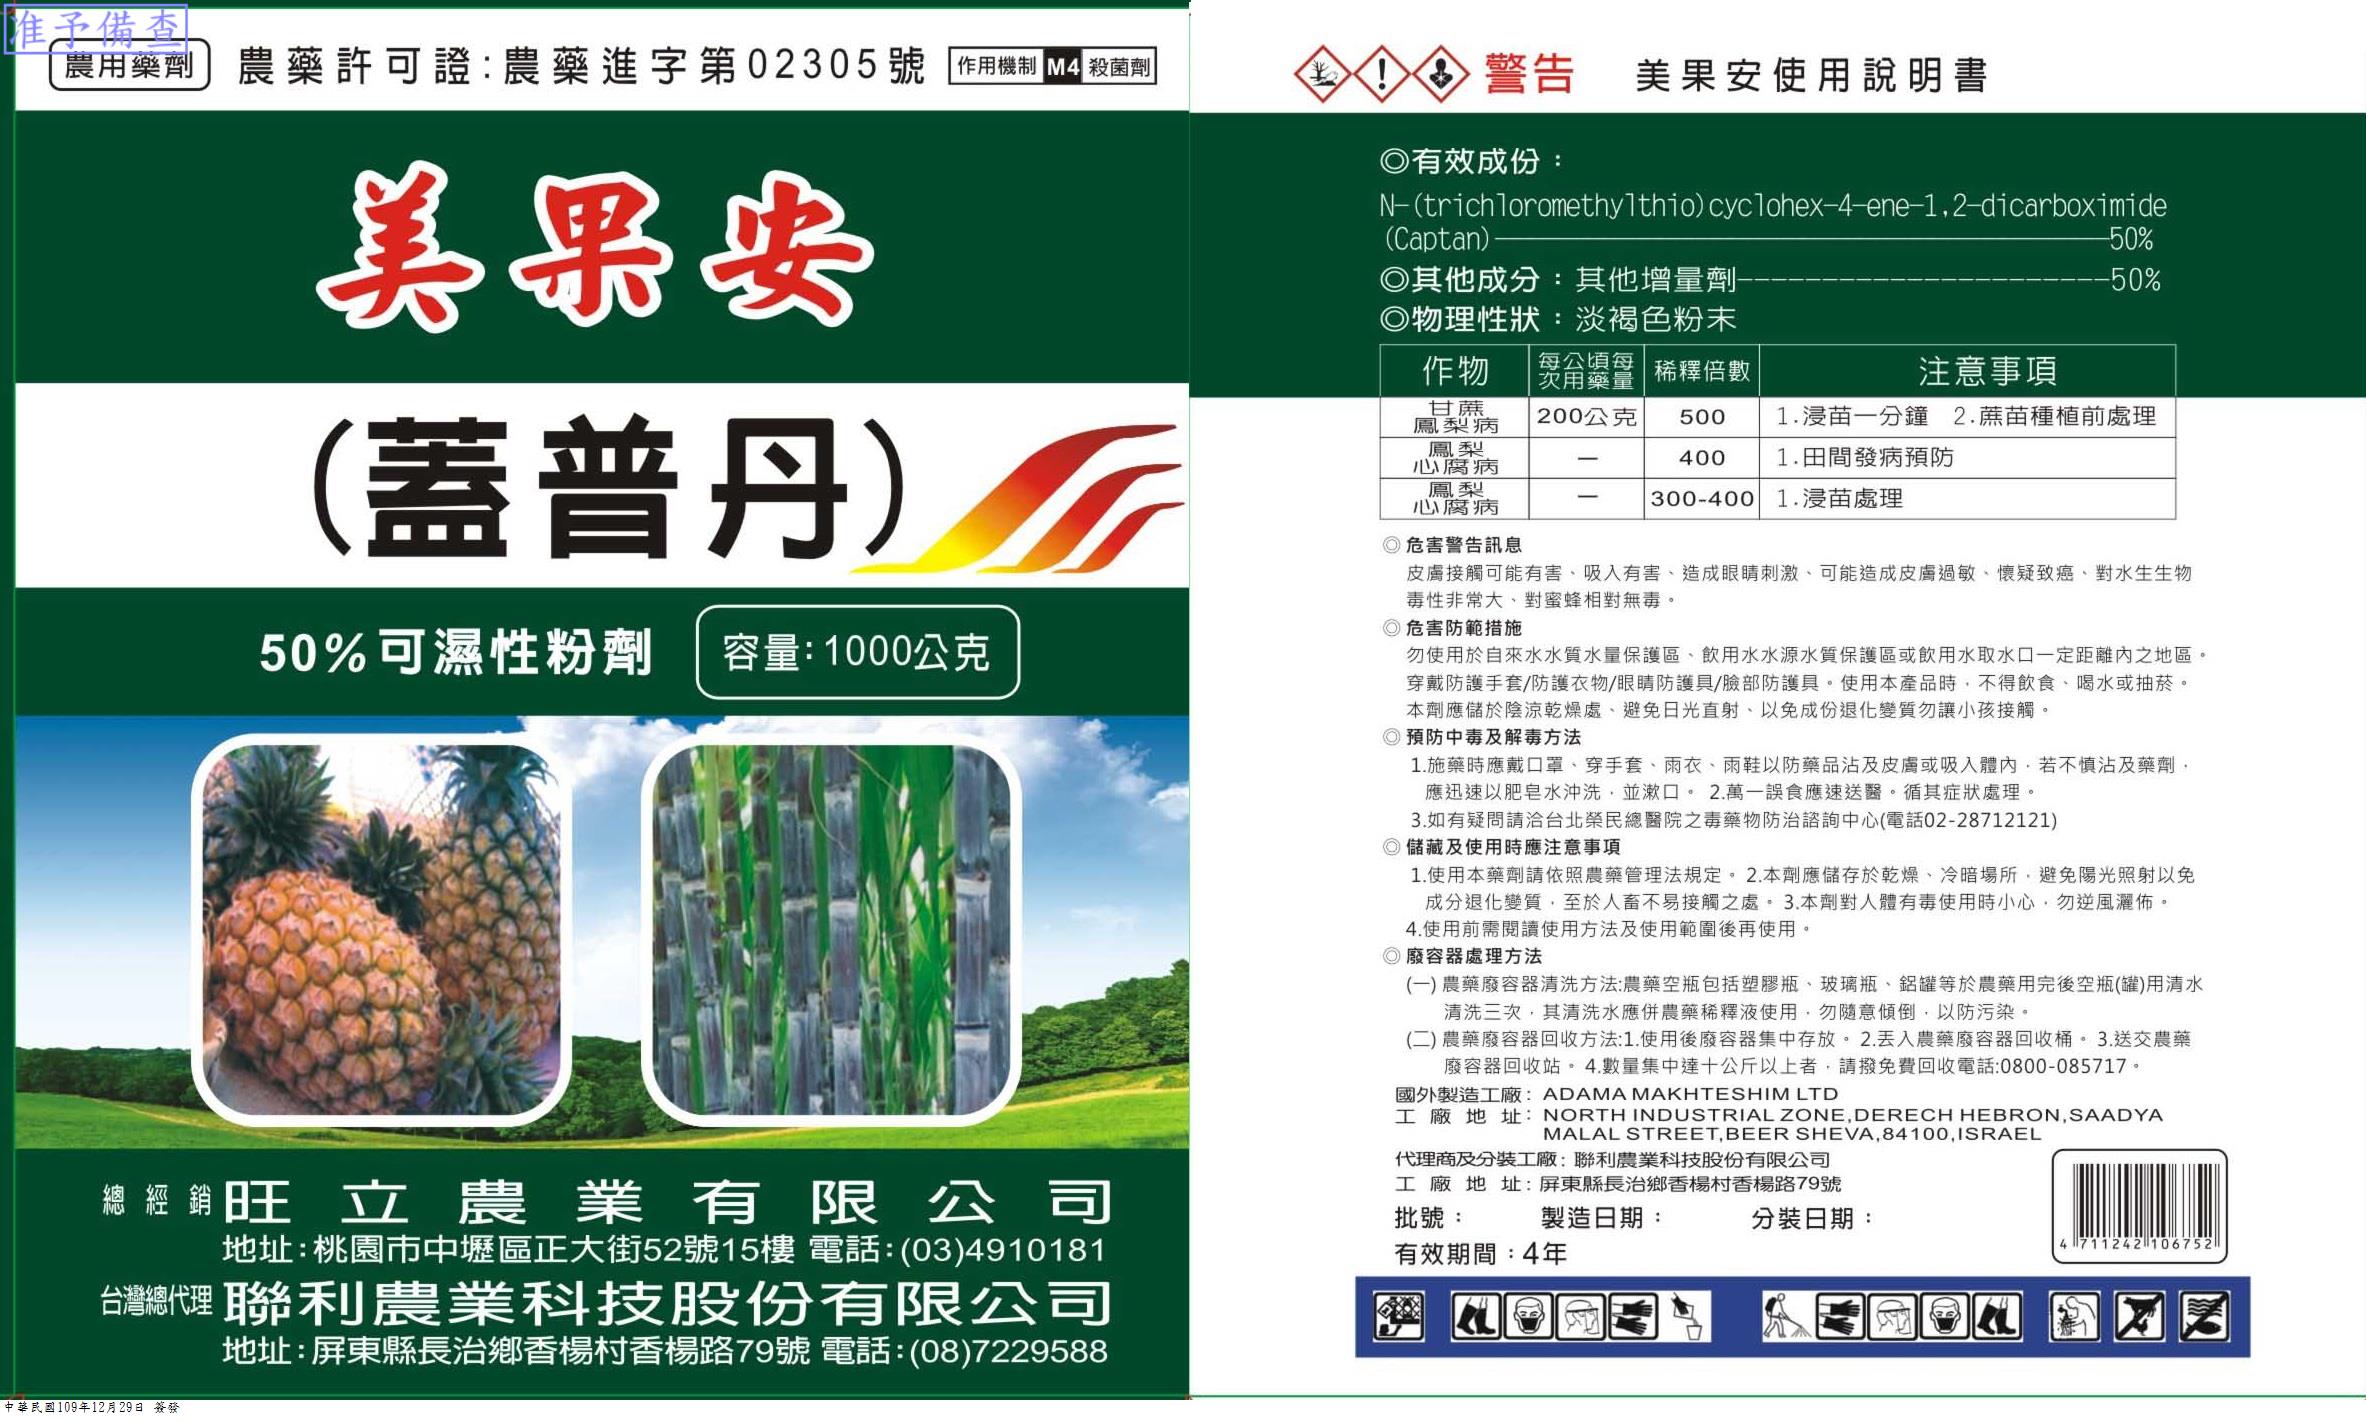 准予備查
農用藥劑
農藥許可證:農藥進字第02305號
作用機制 M4 殺菌劑
美果安
(蓋普丹)
50%可濕性粉劑
容量:1000公克
總經銷 旺立農業有限公司
地址:桃園市中壢區正大街52號15樓 電話:(03)4910181
台灣總代理 聯利農業科技股份有限公司
地址:屏東縣長治鄉香楊村香楊路79號 電話:(08)7229588
中華民國109年12月29日 簽發
警告 美果安使用說明書
◎有效成份：
N-(trichloromethylthio)cyclohex-4-ene-1,2-dicarboximide
(Captan)————————————————50%
◎其他成分：其他增量劑----------------------50%
◎物理性狀：淡褐色粉末
作物 每公頃每次用藥量 稀釋倍數 注意事項
甘蔗鳳梨病 200公克 500 1.浸苗一分鐘 2.蔗苗種植前處理
鳳梨心腐病 — 400 1.田間發病預防
鳳梨心腐病 — 300-400 1.浸苗處理
◎危害警告訊息
皮膚接觸可能有害、吸入有害、造成眼睛刺激、可能造成皮膚過敏、懷疑致癌、對水生生物
毒性非常大、對蜜蜂相對無毒。
◎危害防範措施
勿使用於自來水水質水量保護區、飲用水水源水質保護區或飲用水取水口一定距離內之地區。
穿戴防護手套/防護衣物/眼睛防護具/臉部防護具。使用本產品時，不得飲食、喝水或抽菸。
本劑應儲於陰涼乾燥處、避免日光直射、以免成份退化變質勿讓小孩接觸。
◎預防中毒及解毒方法
1.施藥時應戴口罩、穿手套、雨衣、雨鞋以防藥品沾及皮膚或吸入體內，若不慎沾及藥劑，
應迅速以肥皂水沖洗，並漱口。 2.萬一誤食應速送醫。循其症狀處理。
3.如有疑問請洽台北榮民總醫院之毒藥物防治諮詢中心(電話02-28712121)
◎儲藏及使用時應注意事項
1.使用本藥劑請依照農藥管理法規定。 2.本劑應儲存於乾燥、冷暗場所，避免陽光照射以免
成分退化變質，至於人畜不易接觸之處。 3.本劑對人體有毒使用時小心，勿逆風灑佈。
4.使用前需閱讀使用方法及使用範圍後再使用。
◎廢容器處理方法
(一) 農藥廢容器清洗方法:農藥空瓶包括塑膠瓶、玻璃瓶、鋁罐等於農藥用完後空瓶(罐)用清水
清洗三次，其清洗水應併農藥稀釋液使用，勿隨意傾倒，以防污染。
(二) 農藥廢容器回收方法:1.使用後廢容器集中存放。 2.丟入農藥廢容器回收桶。 3.送交農藥
廢容器回收站。 4.數量集中達十公斤以上者，請撥免費回收電話:0800-085717。
國外製造工廠: ADAMA MAKHTESHIM LTD
工廠地址: NORTH INDUSTRIAL ZONE,DERECH HEBRON,SAADYA
MALAL STREET,BEER SHEVA,84100,ISRAEL
代理商及分裝工廠: 聯利農業科技股份有限公司
工廠地址: 屏東縣長治鄉香楊村香楊路79號
批號： 製造日期： 分裝日期：
有效期間：4年
4 711242 106752